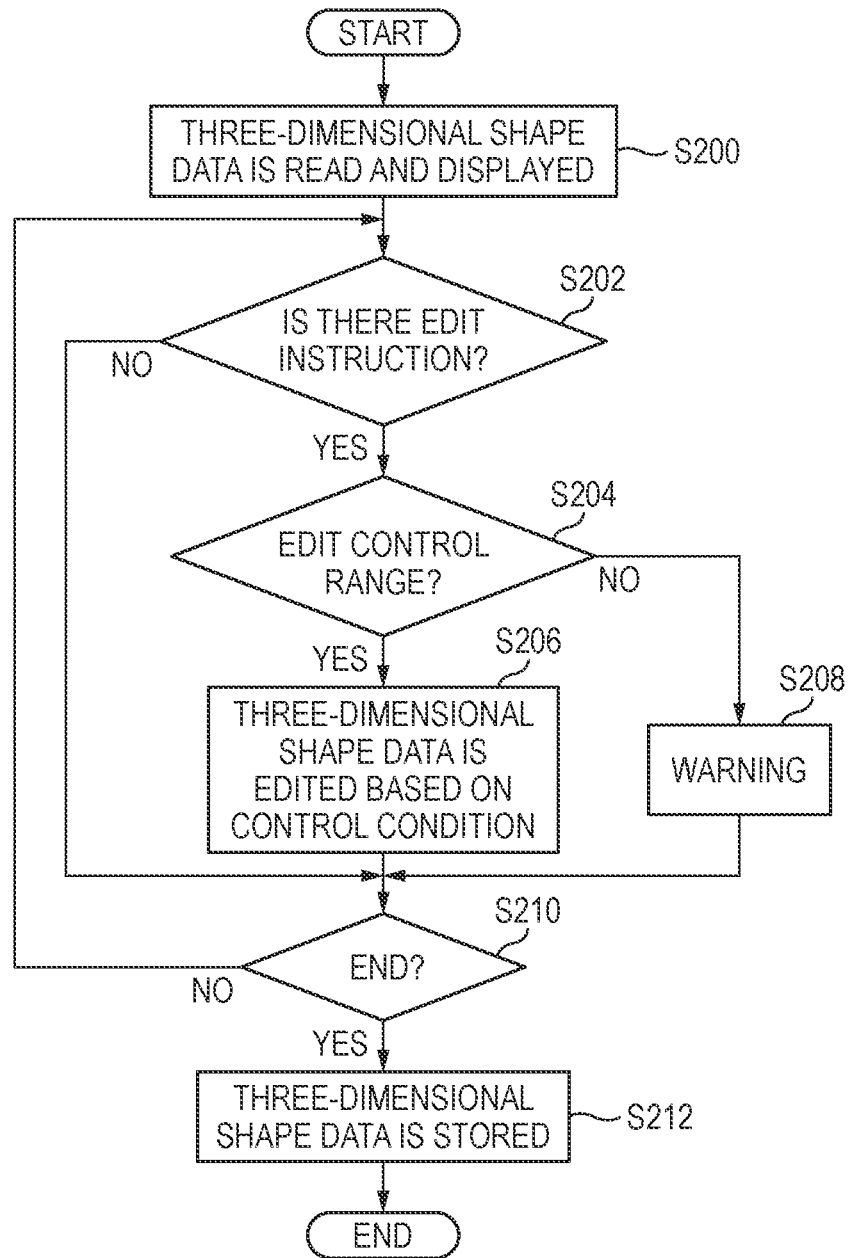 START
THREE-DIMENSIONAL SHAPE
DATA IS READ AND DISPLAYED
S200
S202
IS THERE EDIT
INSTRUCTION?
NO
YES
S204
EDIT CONTROL
RANGE?
NO
YES
S206
THREE-DIMENSIONAL
SHAPE DATA IS
EDITED BASED ON
CONTROL CONDITION
S208
WARNING
S210
END?
NO
YES
THREE-DIMENSIONAL
SHAPE DATA IS STORED
S212
END